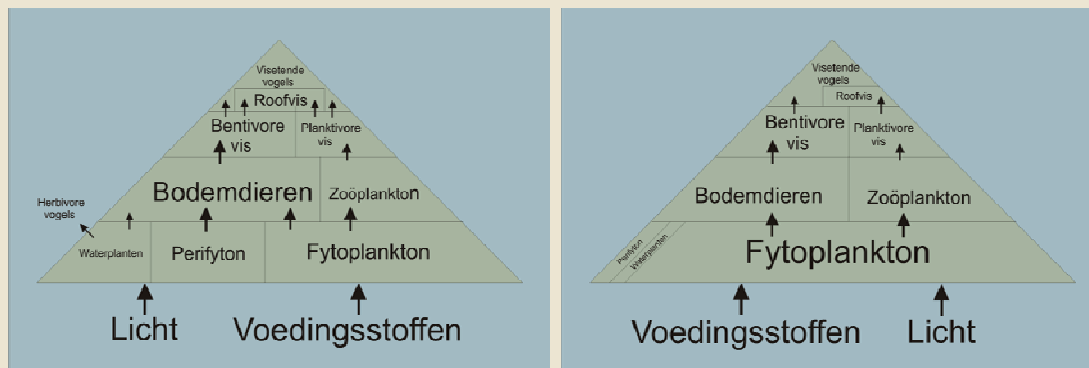 Visetende
vogels
Roofvis
Bentivore
vis
Planktivore
vis
Bodemdieren
Zoöplankton
Herbivore
vogels
Waterplanten
Perifyton
Fytoplankton
Licht
Voedingsstoffen
Visetende
vogels
Roofvis
Bentivore
vis
Planktivore
vis
Bodemdieren
Zoöplankton
Perifyton
Waterplanten
Fytoplankton
Voedingsstoffen
Licht